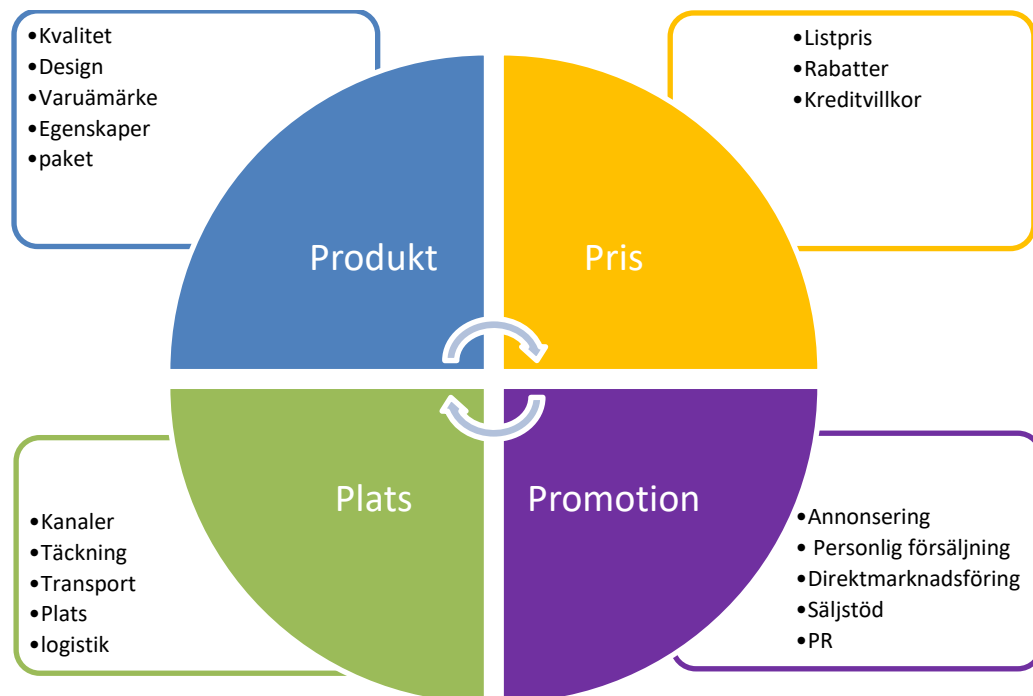 •Kvalitet
•Design
•Varuämärke
•Egenskaper
•paket
•Listpris
•Rabatter
•Kreditvillkor
Produkt
Pris
Plats
Promotion
•Kanaler
•Täckning
•Transport
•Plats
•logistik
•Annonsering
• Personlig försäljning
•Direktmarknadsföring
•Säljstöd
•PR